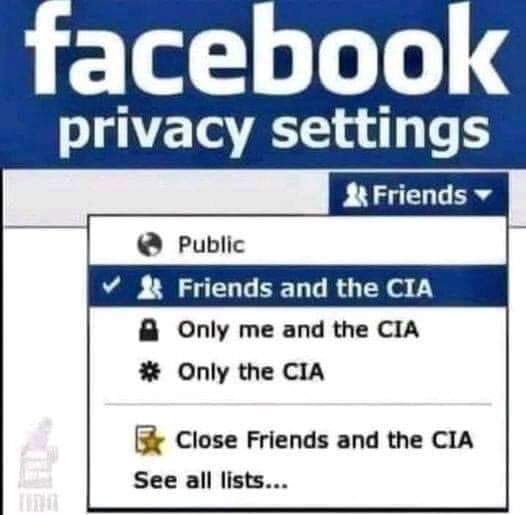 facebook
privacy settings
Friends
Public
Friends and the CIA
Only me and the CIA
Only the CIA
Close Friends and the CIA
See all lists...